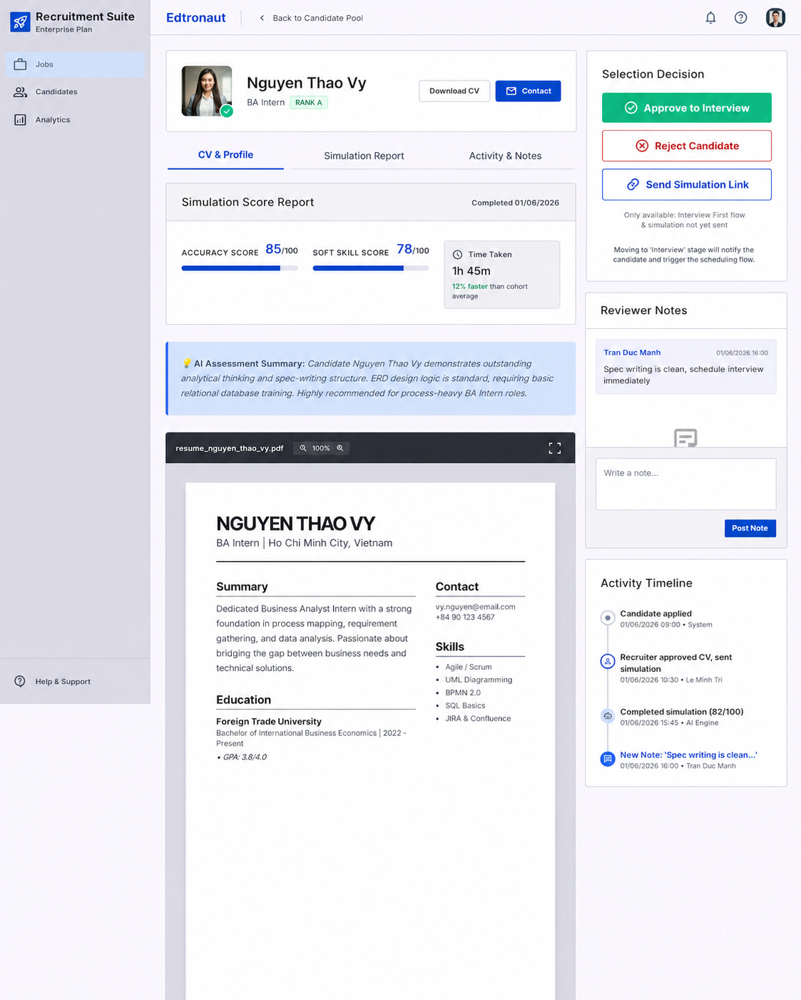 Recruitment Suite
Enterprise Plan
Jobs
Candidates
Analytics
Help & Support
Edtronaut
Back to Candidate Pool
Nguyen Thao Vy
BA Intern
RANK A
Download CV
Contact
CV & Profile
Simulation Report
Activity & Notes
Simulation Score Report
Completed 01/06/2026
ACCURACY SCORE 85/100
SOFT SKILL SCORE 78/100
Time Taken
1h 45m
12% faster than cohort
average
AI Assessment Summary: Candidate Nguyen Thao Vy demonstrates outstanding
analytical thinking and spec-writing structure. ERD design logic is standard, requiring basic
relational database training. Highly recommended for process-heavy BA Intern roles.
resume_nguyen_thao_vy.pdf
100%
NGUYEN THAO VY
BA Intern | Ho Chi Minh City, Vietnam
Summary
Dedicated Business Analyst Intern with a strong
foundation in process mapping, requirement
gathering, and data analysis. Passionate about
bridging the gap between business needs and
technical solutions.
Education
Foreign Trade University
Bachelor of International Business Economics | 2022 -
Present
• GPA: 3.8/4.0
Contact
vy.nguyen@email.com
+84 90 123 4567
Skills
• Agile / Scrum
• UML Diagramming
• BPMN 2.0
• SQL Basics
• JIRA & Confluence
Selection Decision
Approve to Interview
Reject Candidate
Send Simulation Link
Only available: Interview First flow
& simulation not yet sent
Moving to 'Interview' stage will notify the
candidate and trigger the scheduling flow.
Reviewer Notes
Tran Duc Manh
01/06/2026 16:00
Spec writing is clean, schedule interview
immediately
Write a note...
Post Note
Activity Timeline
Candidate applied
01/06/2026 09:00 • System
Recruiter approved CV, sent
simulation
01/06/2026 10:30 • Le Minh Tri
Completed simulation (82/100)
01/06/2026 15:45 • AI Engine
New Note: 'Spec writing is clean...'
01/06/2026 16:00 • Tran Duc Manh